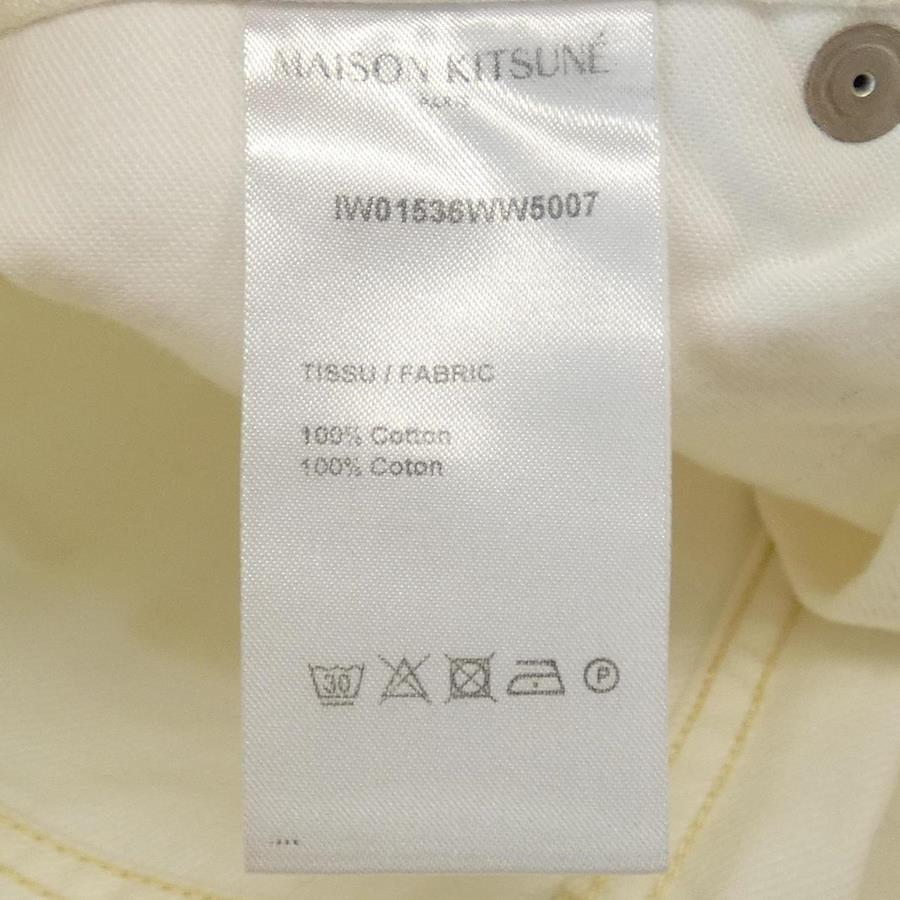 MAISON KITSUNÉ
PARIS
IW01536WW5007
TISSU / FABRIC
100% Cotton
100% Coton
30
P